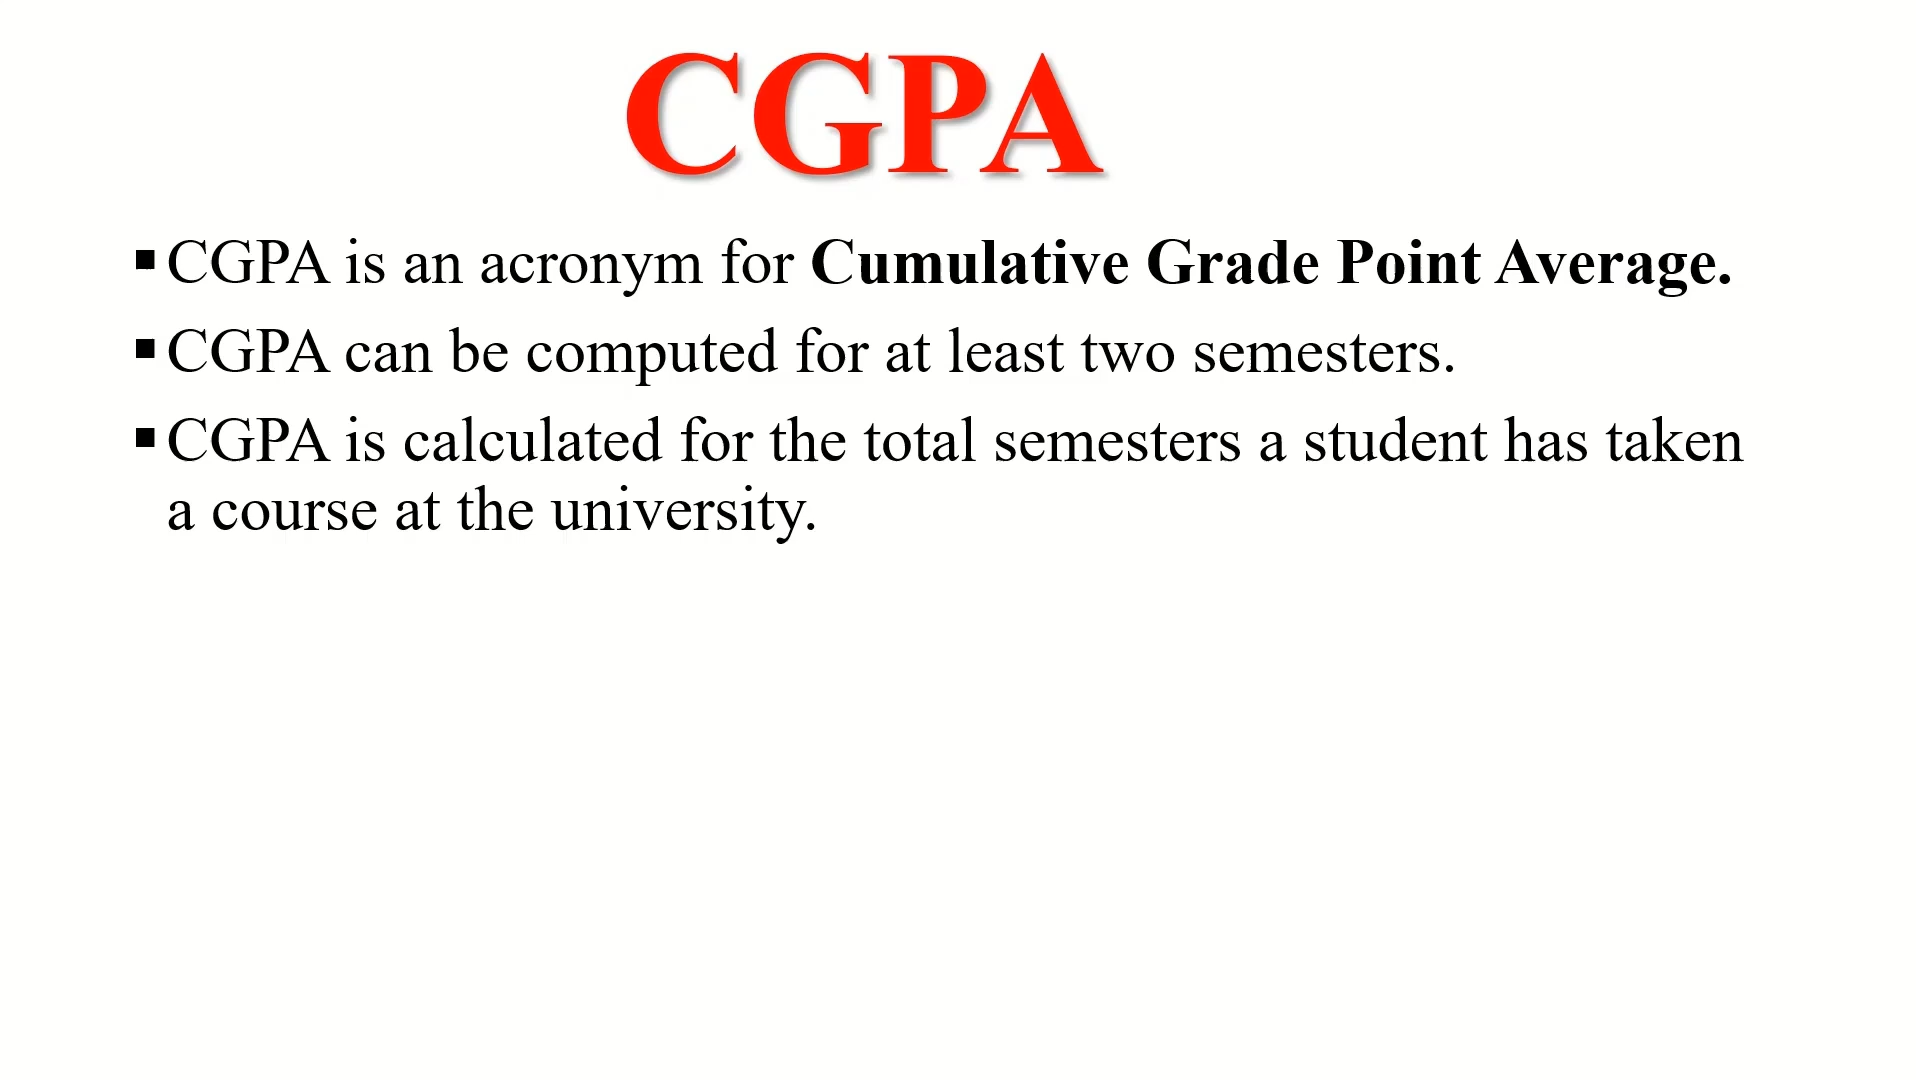 CGPA
▪CGPA is an acronym for Cumulative Grade Point Average.
▪CGPA can be computed for at least two semesters.
▪CGPA is calculated for the total semesters a student has taken
a course at the university.